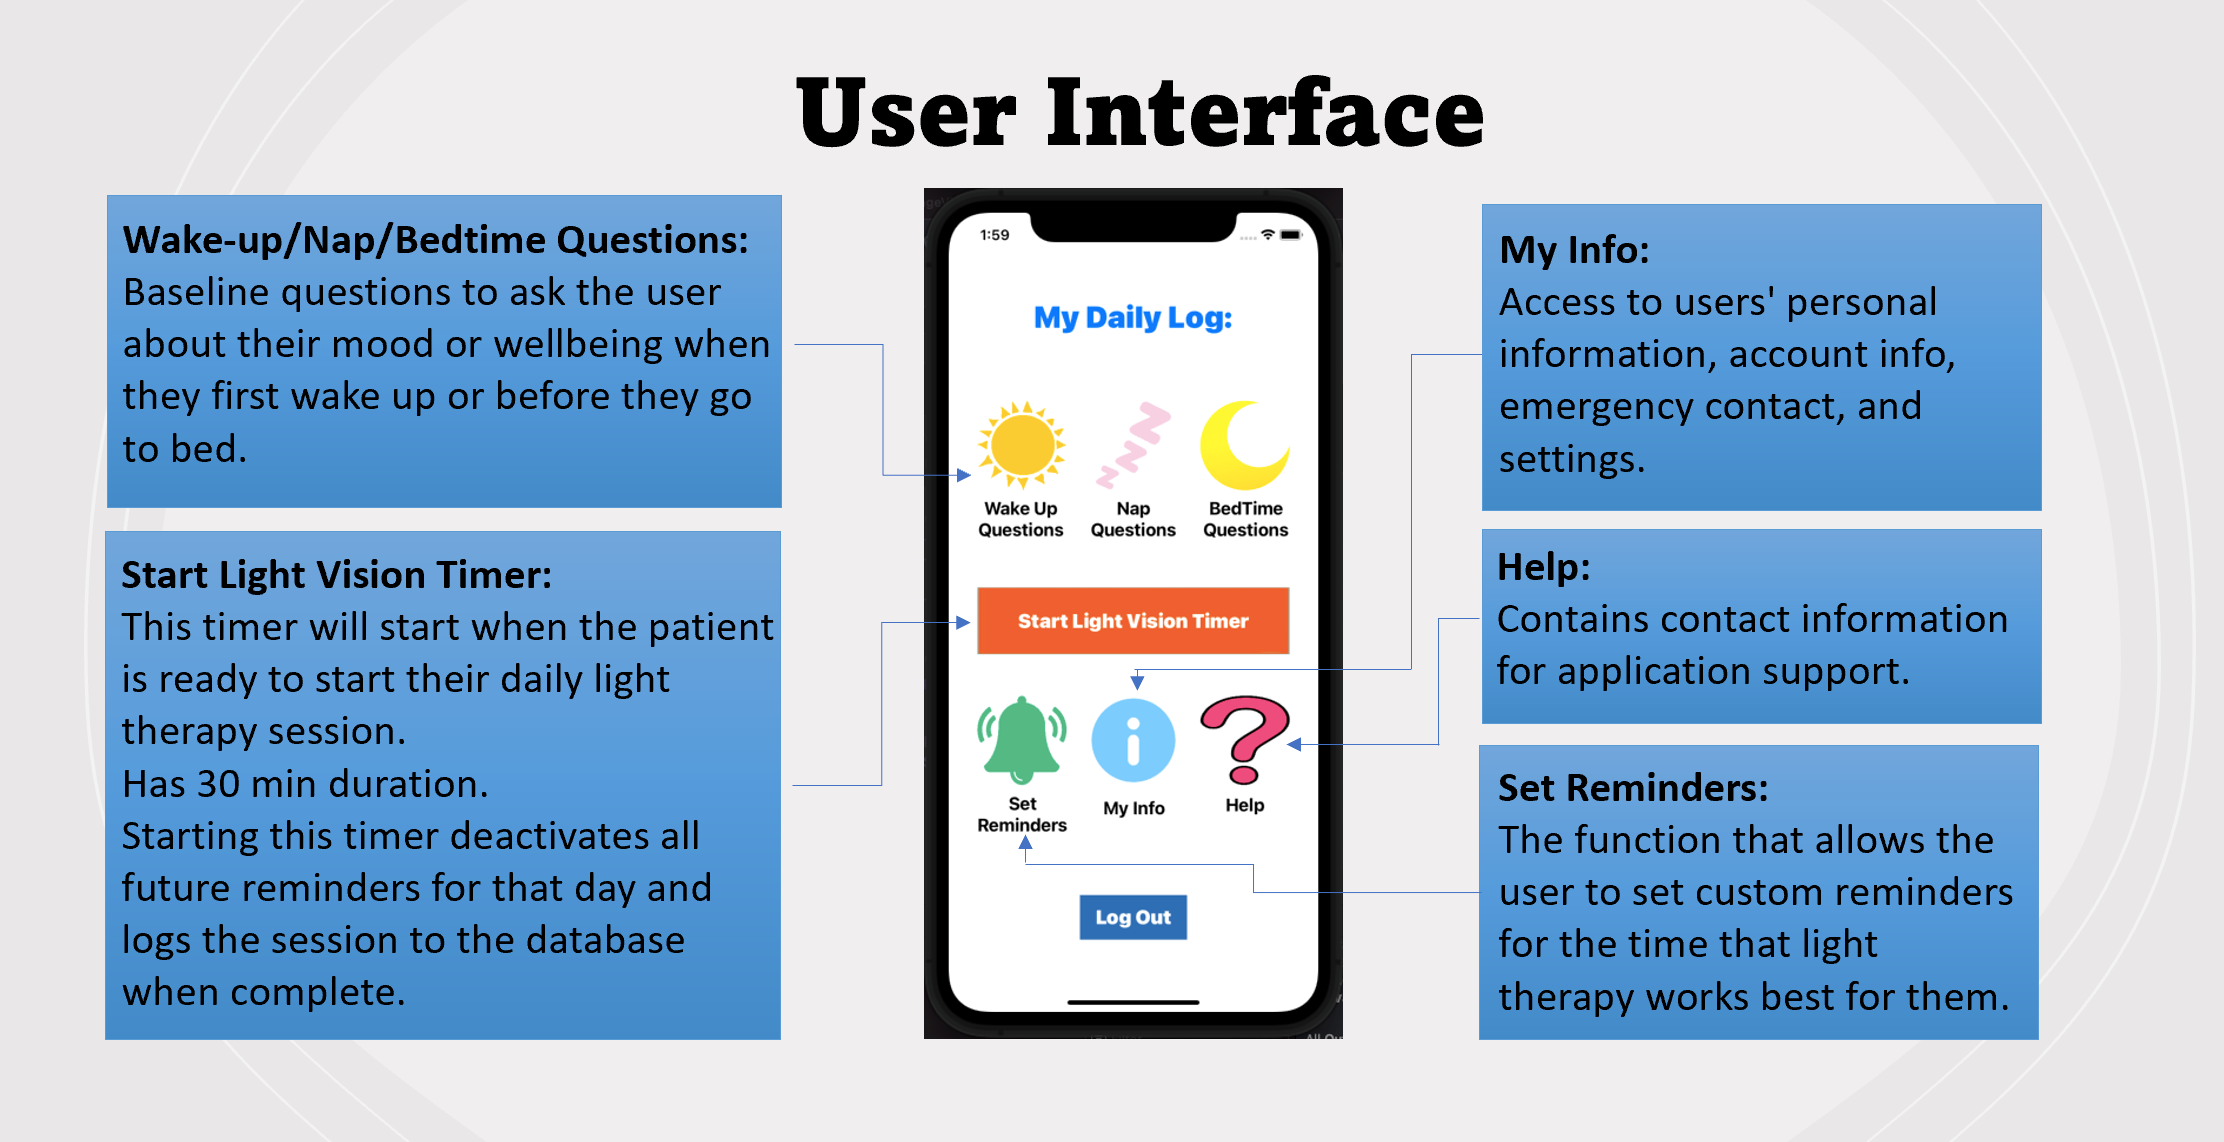 User Interface
Wake-up/Nap/Bedtime Questions:
Baseline questions to ask the user
about their mood or wellbeing when
they first wake up or before they go
to bed.
Start Light Vision Timer:
This timer will start when the patient
is ready to start their daily light
therapy session.
Has 30 min duration.
Starting this timer deactivates all
future reminders for that day and
logs the session to the database
when complete.
1:59
My Daily Log:
Wake Up
Questions
Nap
Questions
BedTime
Questions
Start Light Vision Timer
Set
Reminders
My Info
Help
Log Out
My Info:
Access to users' personal
information, account info,
emergency contact, and
settings.
Help:
Contains contact information
for application support.
Set Reminders:
The function that allows the
user to set custom reminders
for the time that light
therapy works best for them.